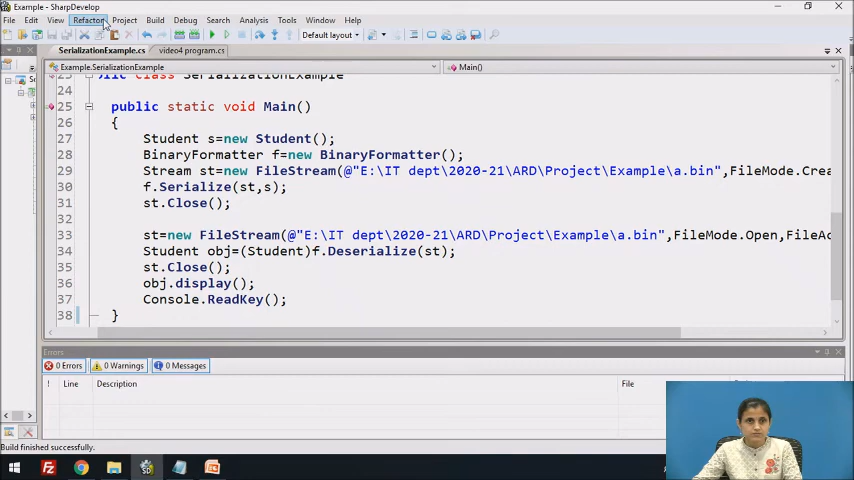 Example - SharpDevelop
File Edit View Refactor Project Build Debug Search Analysis Tools Window Help
Default layout
SerializationExample.cs video4 program.cs
Example.SerializationExample Main()
23 lic class SerializationExample
24
25 public static void Main()
26 {
27 Student s=new Student();
28 BinaryFormatter f=new BinaryFormatter();
29 Stream st=new FileStream(@"E:\IT dept\2020-21\ARD\Project\Example\a.bin",FileMode.Crea
30 f.Serialize(st,s);
31 st.Close();
32
33 st=new FileStream(@"E:\IT dept\2020-21\ARD\Project\Example\a.bin",FileMode.Open,FileAc
34 Student obj=(Student)f.Deserialize(st);
35 st.Close();
36 obj.display();
37 Console.ReadKey();
38 }
Errors
0 Errors 0 Warnings 0 Messages
! Line Description File
Build finished successfully.